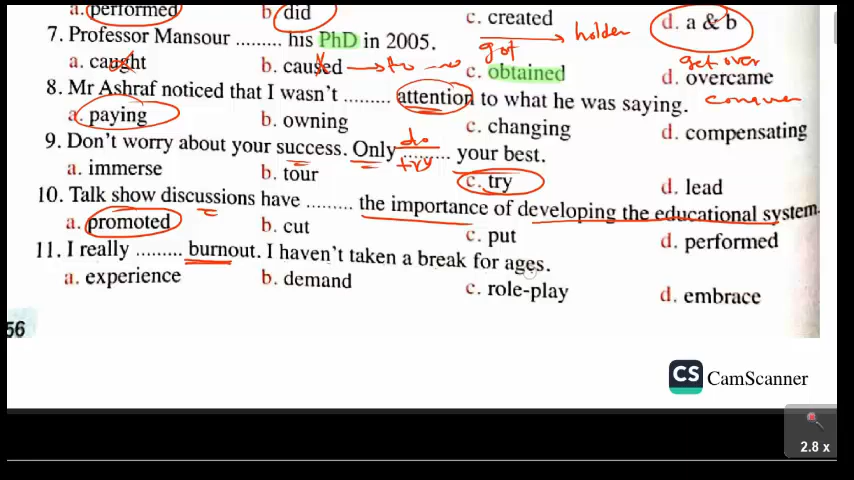 a. performed b. did c. created d. a & b
7. Professor Mansour ......... his PhD in 2005.
got → holder
a. caught b. caused → to c. obtained d. overcame
get over
conquer
8. Mr Ashraf noticed that I wasn't ......... attention to what he was saying.
a. paying b. owning c. changing d. compensating
9. Don't worry about your success. Only ......... your best.
do
try
a. immerse b. tour c. try d. lead
10. Talk show discussions have ......... the importance of developing the educational system.
a. promoted b. cut c. put d. performed
11. I really ......... burnout. I haven't taken a break for ages.
a. experience b. demand c. role-play d. embrace
56
CS CamScanner
2.8 x